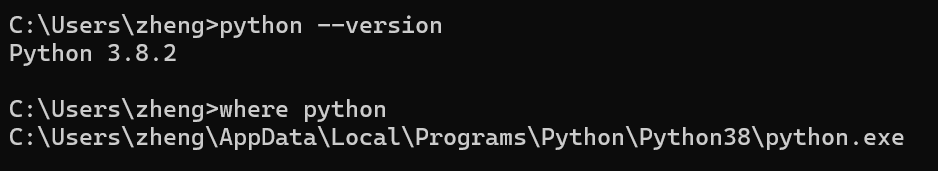 C:\Users\zheng>python --version
Python 3.8.2
C:\Users\zheng>where python
C:\Users\zheng\AppData\Local\Programs\Python\Python38\python.exe